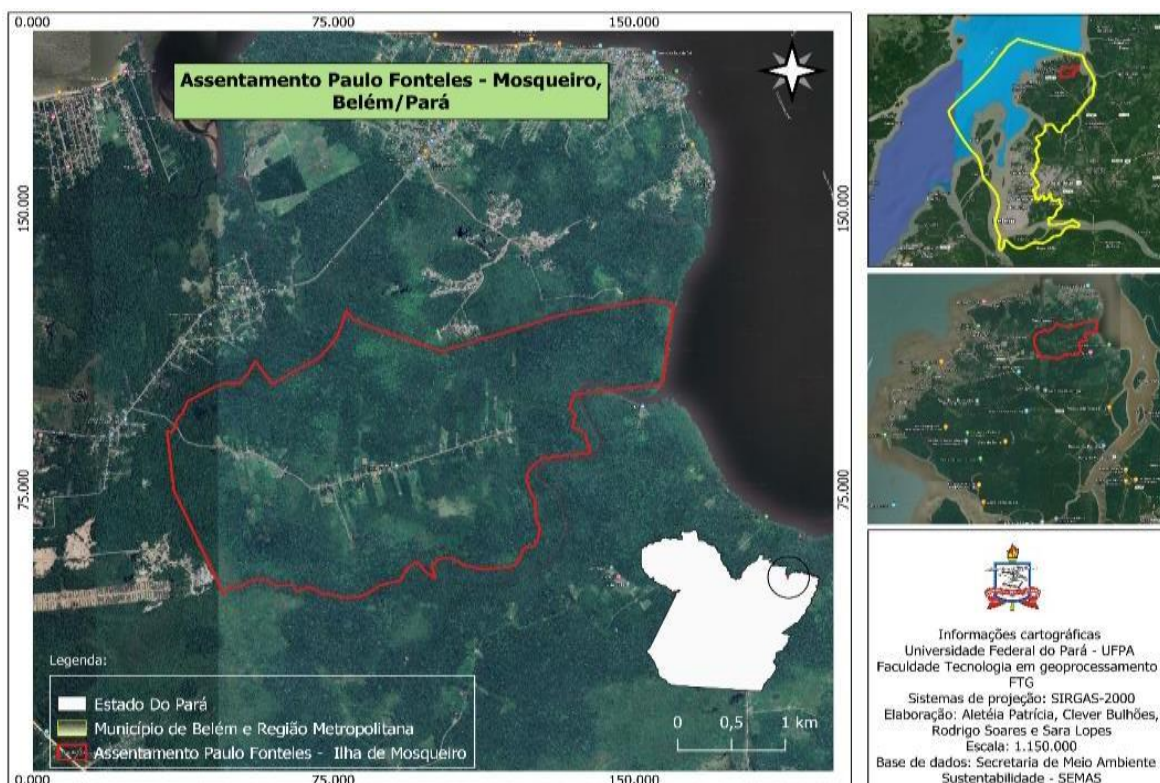 0.000 75.000 150.000
Assentamento Paulo Fonteles - Mosqueiro,
Belém/Pará
150.000 150.000
75.000 75.000
Legenda:
Estado Do Pará
Município de Belém e Região Metropolitana
Assentamento Paulo Fonteles - Ilha de Mosqueiro
0 0,5 1 km
0.000 75.000 150.000
Informações cartográficas
Universidade Federal do Pará - UFPA
Faculdade Tecnologia em geoprocessamento
FTG
Sistemas de projeção: SIRGAS-2000
Elaboração: Aletéia Patrícia, Clever Bulhões,
Rodrigo Soares e Sara Lopes
Escala: 1.150.000
Base de dados: Secretaria de Meio Ambiente
Sustentabilidade - SEMAS